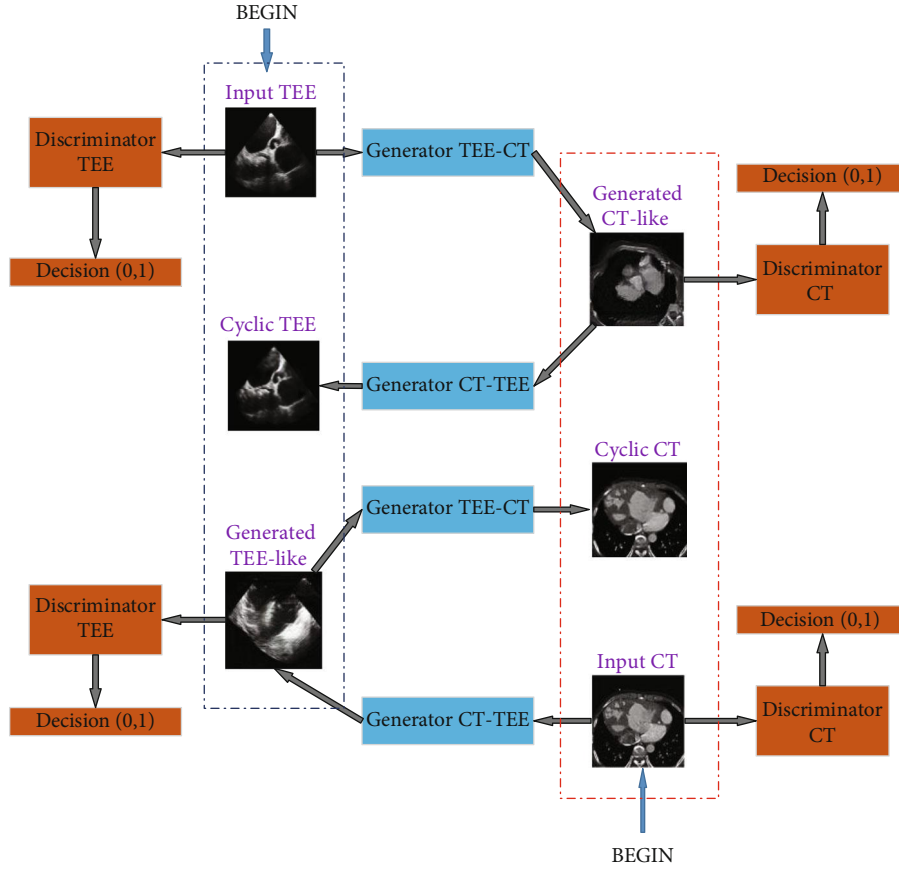 BEGIN
Input TEE
Discriminator
TEE
Generator TEE-CT
Generated
CT-like
Decision (0,1)
Decision (0,1)
Discriminator
CT
Cyclic TEE
Generator CT-TEE
Cyclic CT
Generator TEE-CT
Generated
TEE-like
Discriminator
TEE
Decision (0,1)
Input CT
Decision (0,1)
Generator CT-TEE
Discriminator
CT
BEGIN